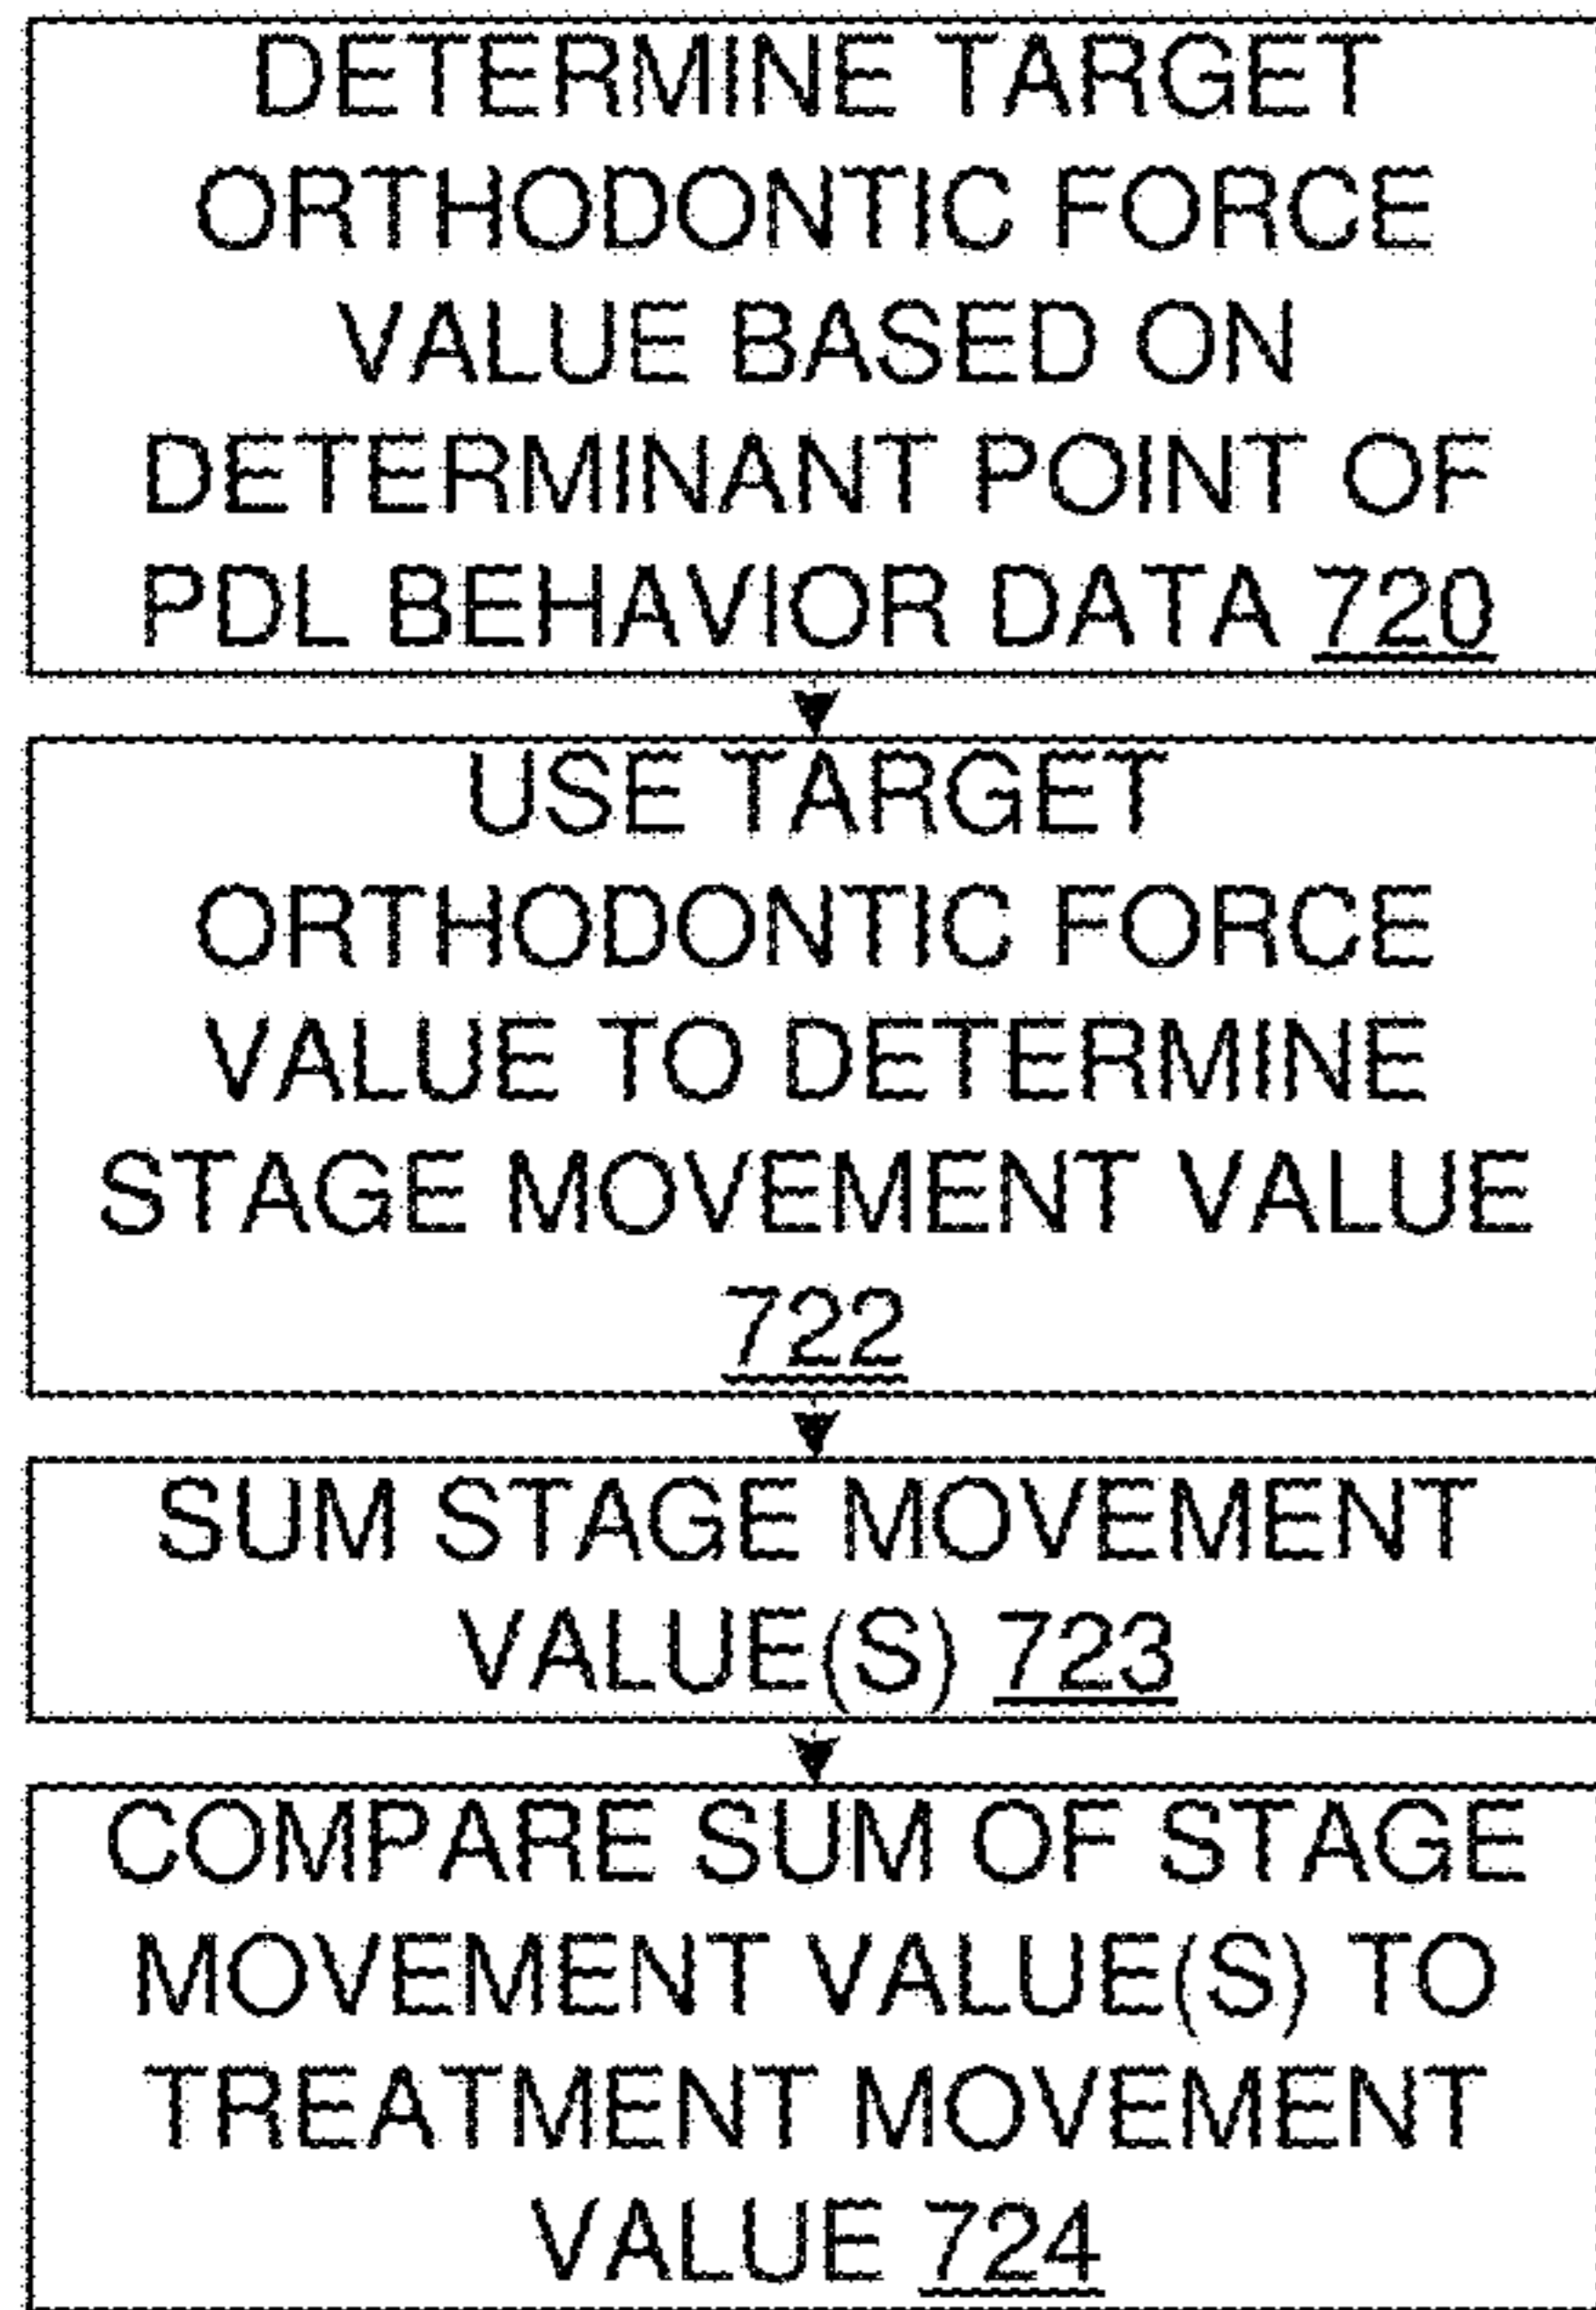 DETERMINE TARGET
ORTHODONTIC FORCE
VALUE BASED ON
DETERMINANT POINT OF
PDL BEHAVIOR DATA 720
USE TARGET
ORTHODONTIC FORCE
VALUE TO DETERMINE
STAGE MOVEMENT VALUE
722
SUM STAGE MOVEMENT
VALUE(S) 723
COMPARE SUM OF STAGE
MOVEMENT VALUE(S) TO
TREATMENT MOVEMENT
VALUE 724